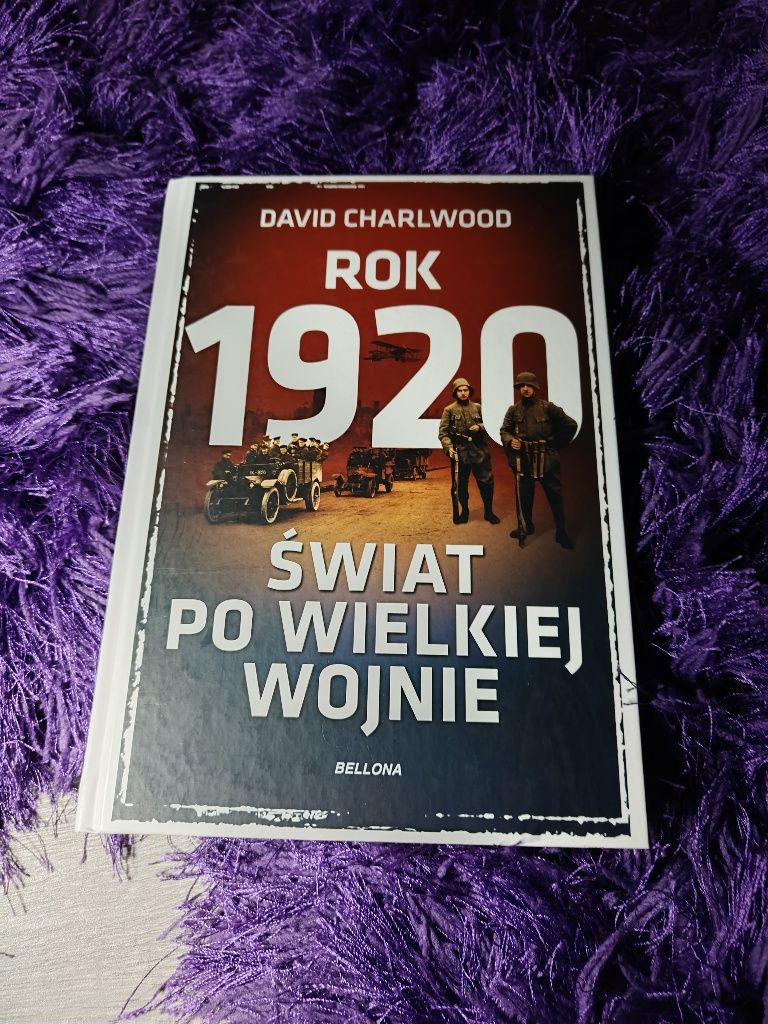 DAVID CHARLWOOD
ROK
1920
ŚWIAT
PO WIELKIEJ
WOJNIE
BELLONA